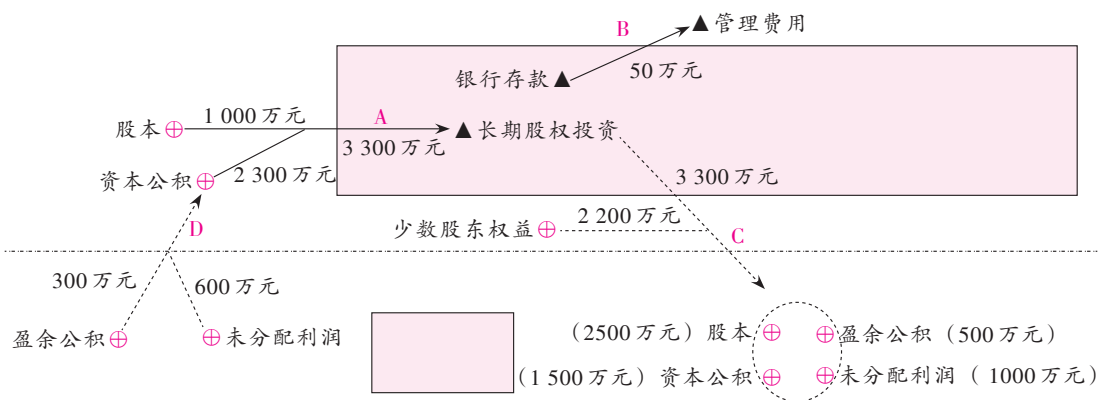 B
管理费用
银行存款
50万元
1 000万元
A
股本
长期股权投资
3 300万元
资本公积
2 300万元
3 300万元
2 200万元
少数股东权益
D
C
300万元
600万元
盈余公积
未分配利润
（2500万元）股本
盈余公积（500万元）
（1 500万元）资本公积
未分配利润（ 1000万元）